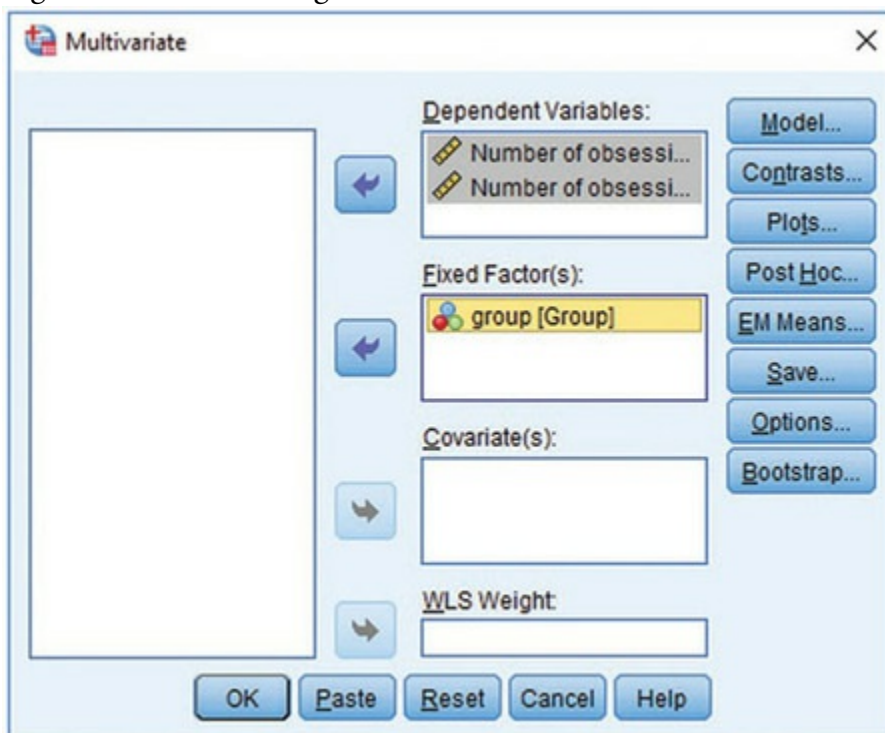 Multivariate
Dependent Variables:
Number of obsessi...
Number of obsessi...
Fixed Factor(s):
group [Group]
Covariate(s):
WLS Weight:
Model...
Contrasts...
Plots...
Post Hoc...
EM Means...
Save...
Options...
Bootstrap...
OK Paste Reset Cancel Help